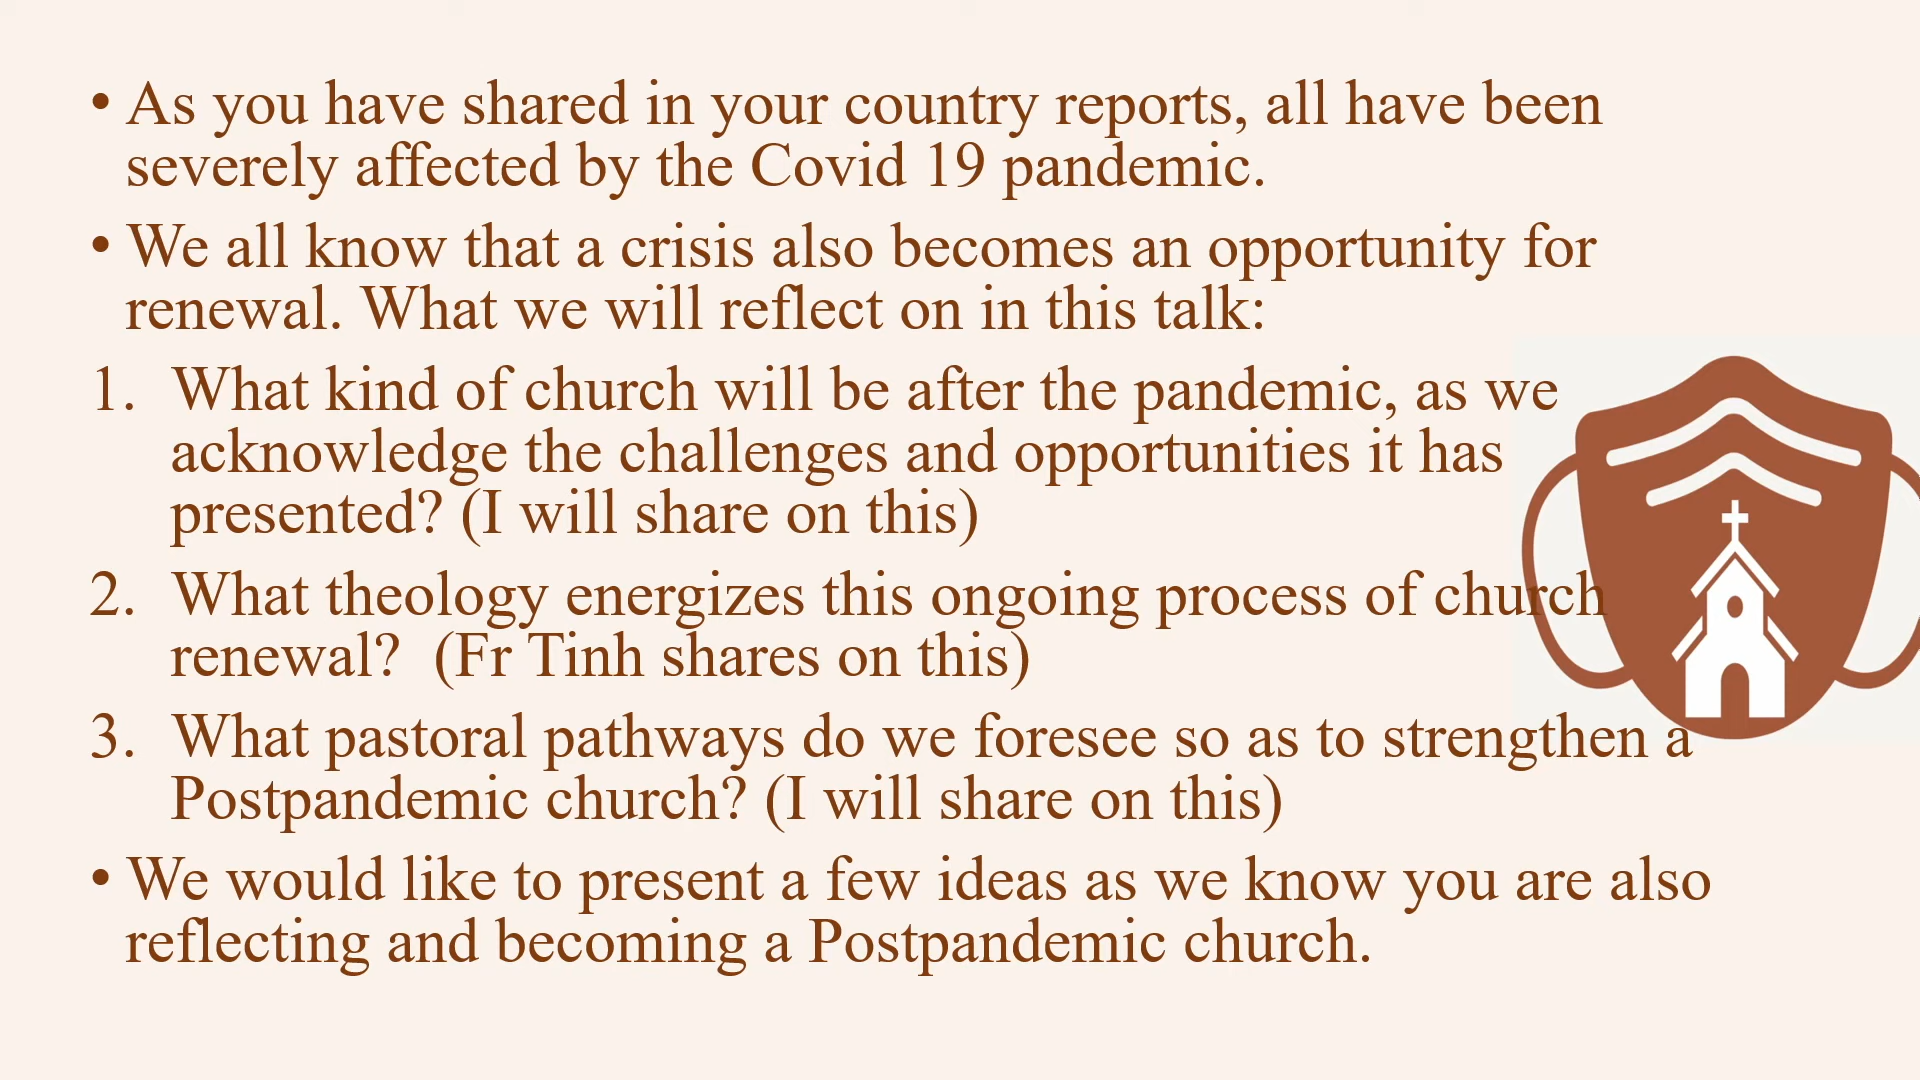 • As you have shared in your country reports, all have been
severely affected by the Covid 19 pandemic.
• We all know that a crisis also becomes an opportunity for
renewal. What we will reflect on in this talk:
1. What kind of church will be after the pandemic, as we
acknowledge the challenges and opportunities it has
presented? (I will share on this)
2. What theology energizes this ongoing process of church
renewal?  (Fr Tinh shares on this)
3. What pastoral pathways do we foresee so as to strengthen a
Postpandemic church? (I will share on this)
• We would like to present a few ideas as we know you are also
reflecting and becoming a Postpandemic church.